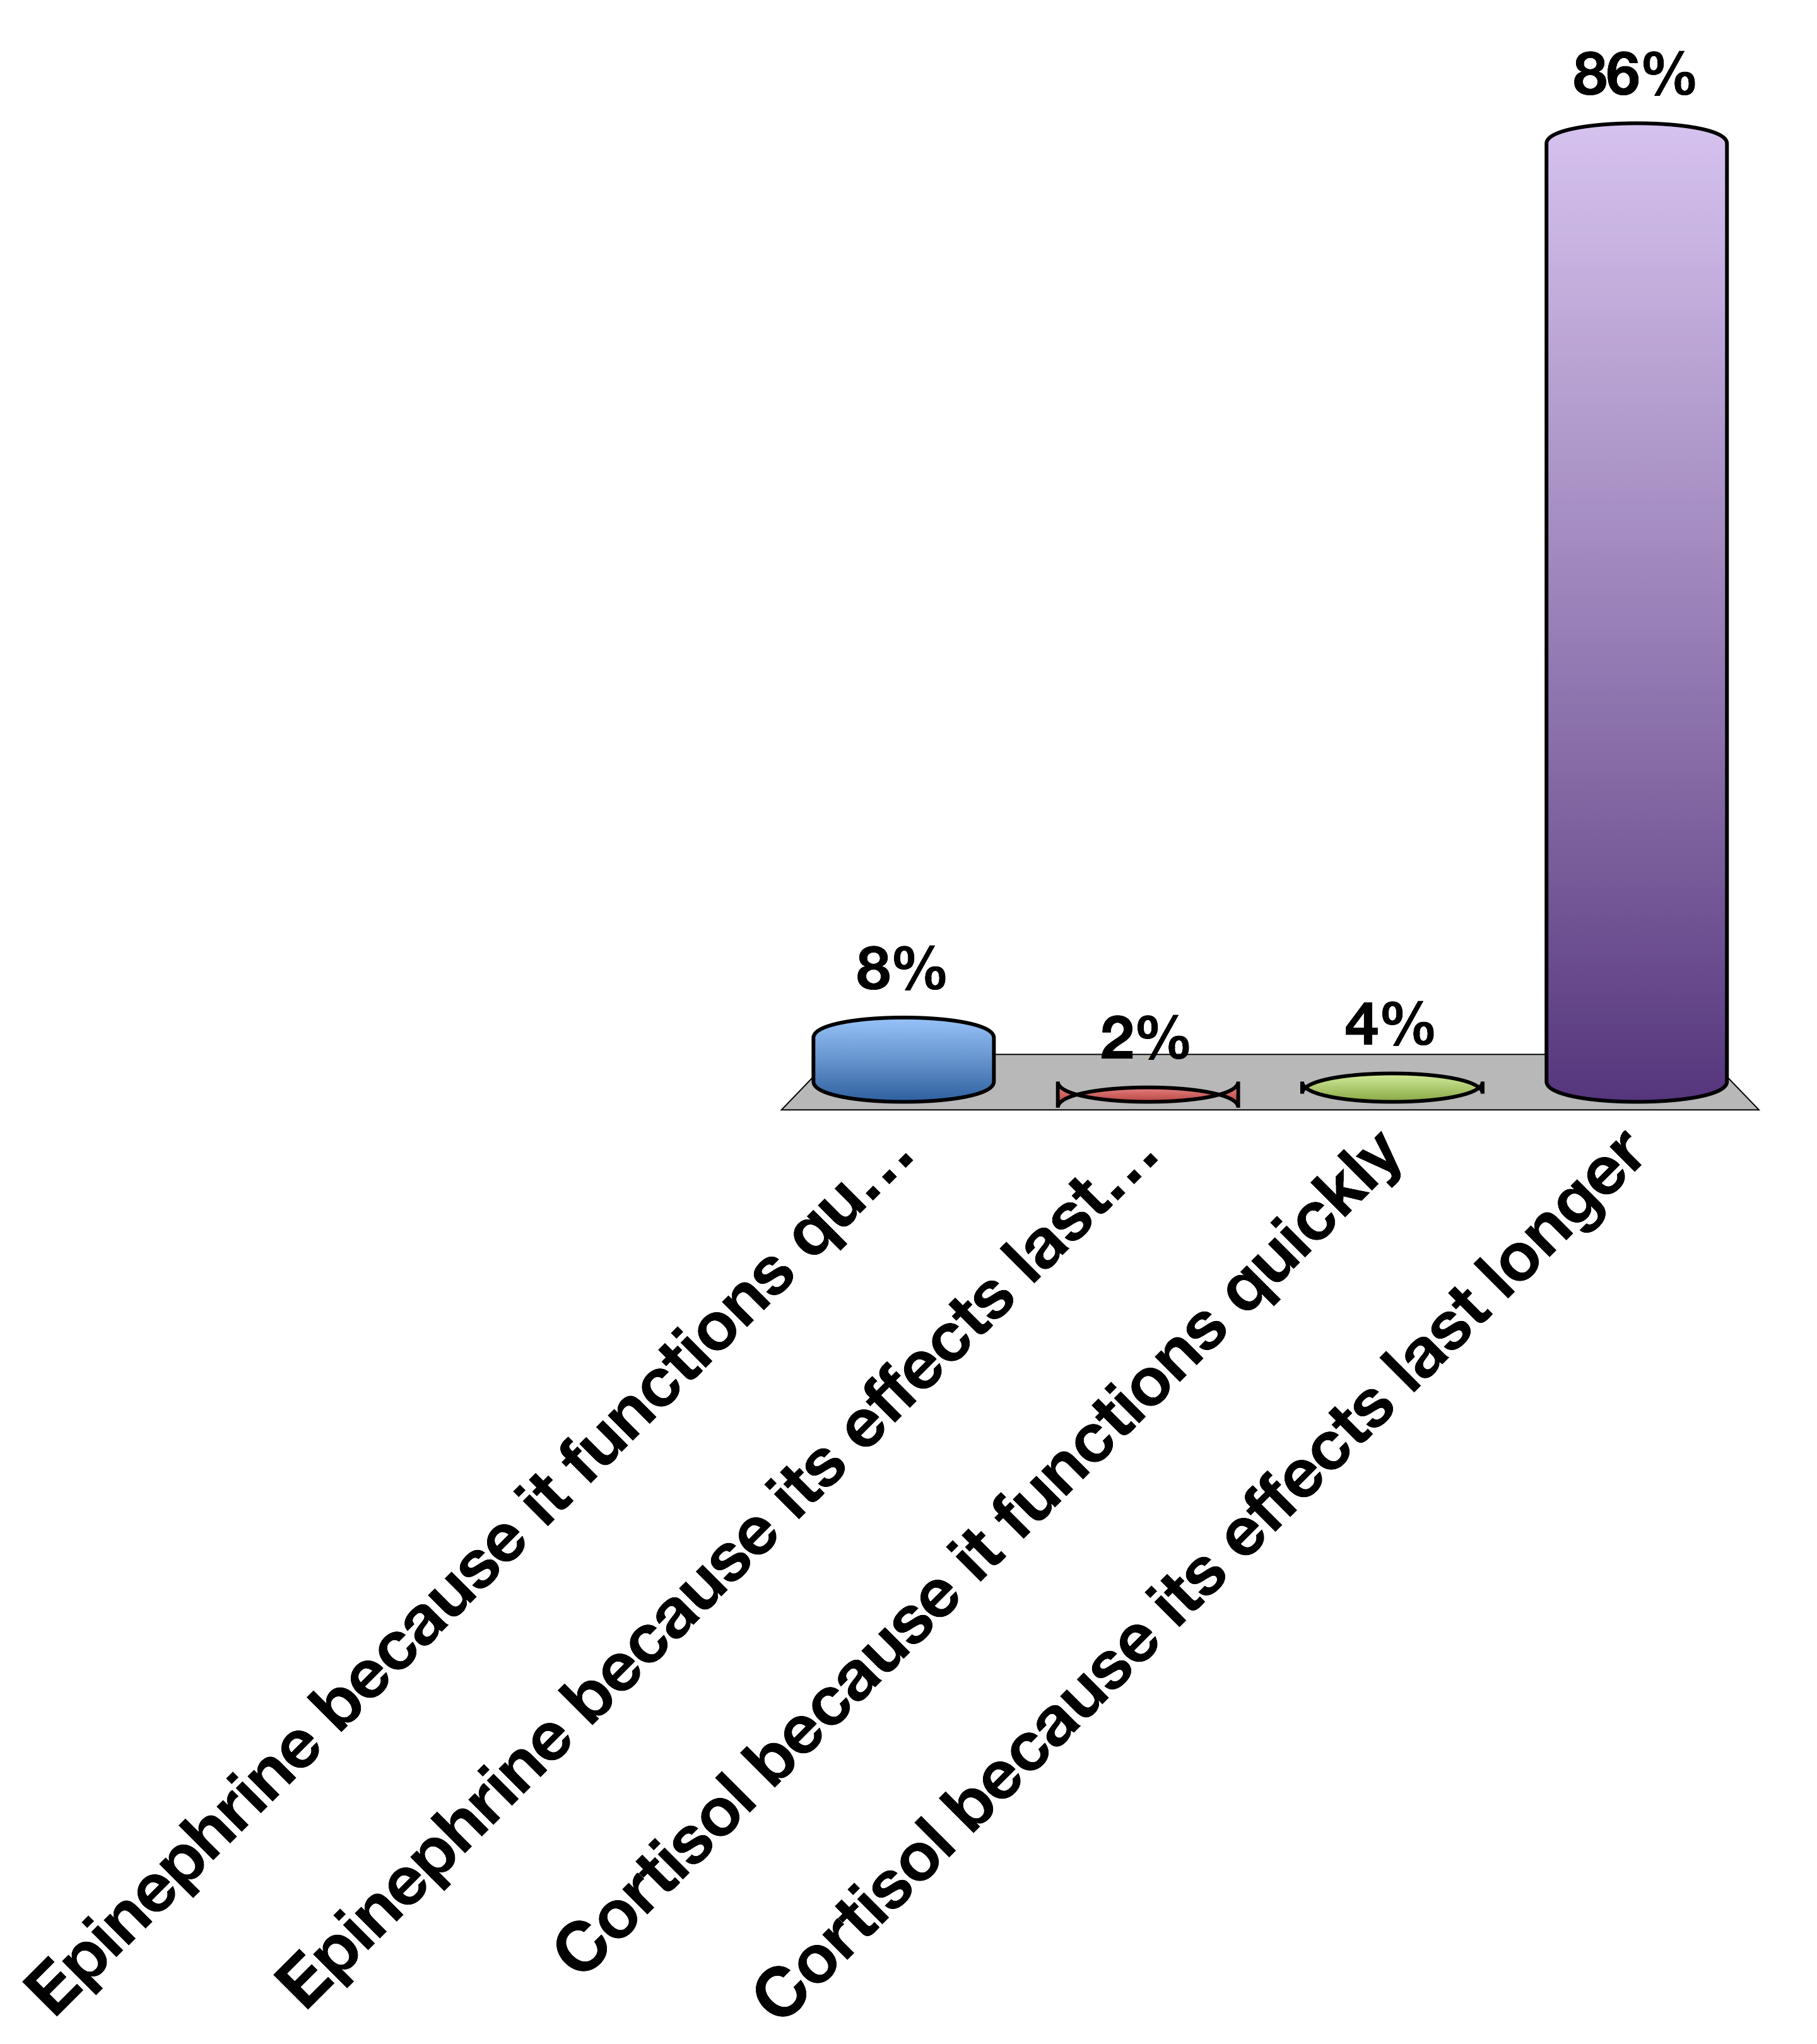 86%
8%
2%
4%
Epinephrine because it functions qu...
Epinephrine because its effects last...
Cortisol because it functions quickly
Cortisol because its effects last longer